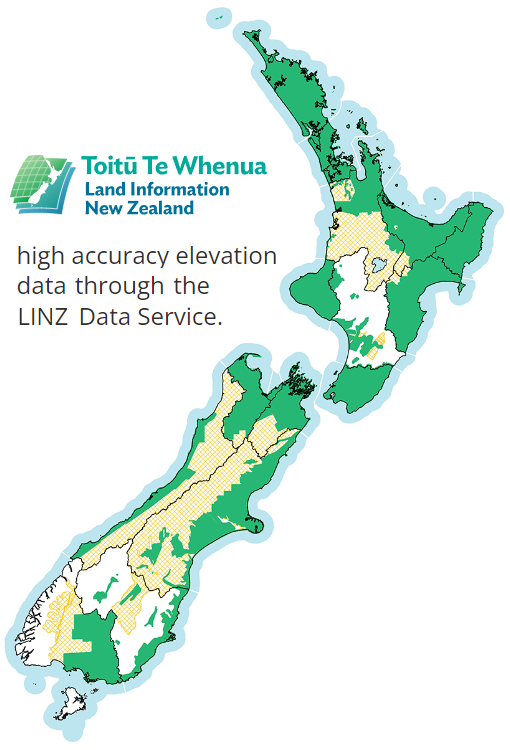 Toitū Te Whenua
Land Information
New Zealand
high accuracy elevation
data through the
LINZ Data Service.